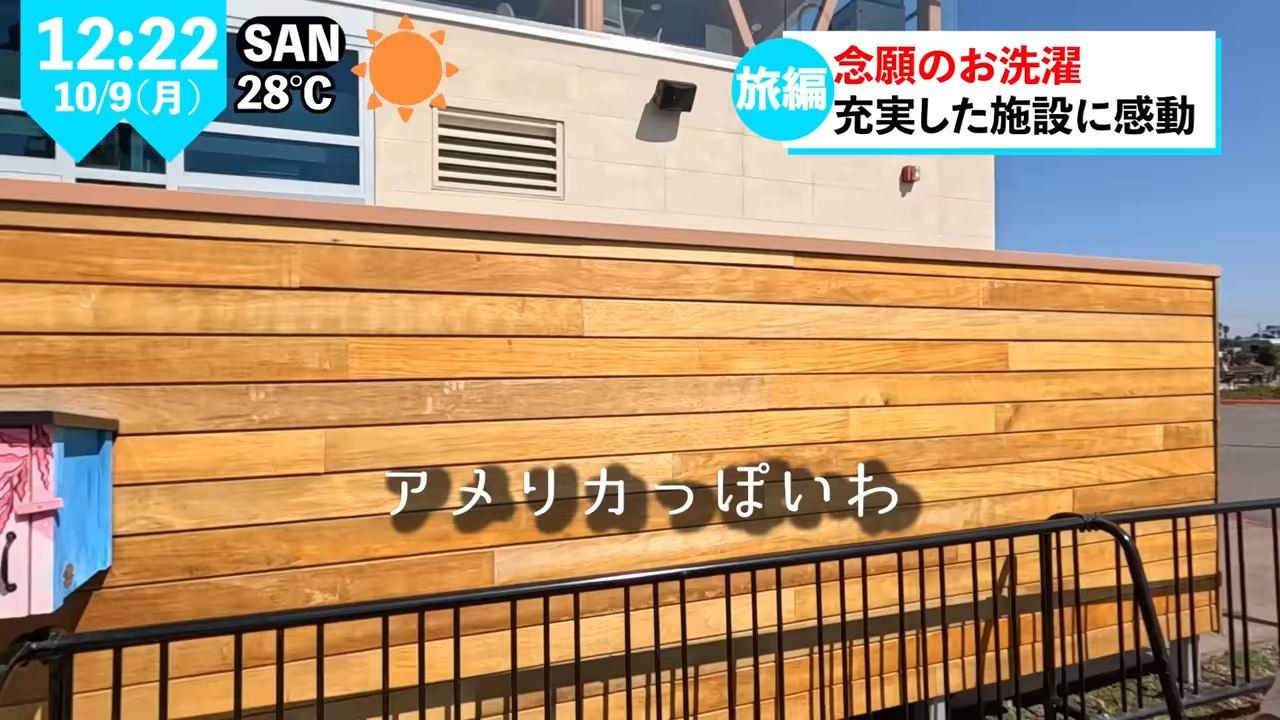 12:22
10/9(月)
SAN
28℃
旅編
念願のお洗濯
充実した施設に感動
アメリカっぽいわ